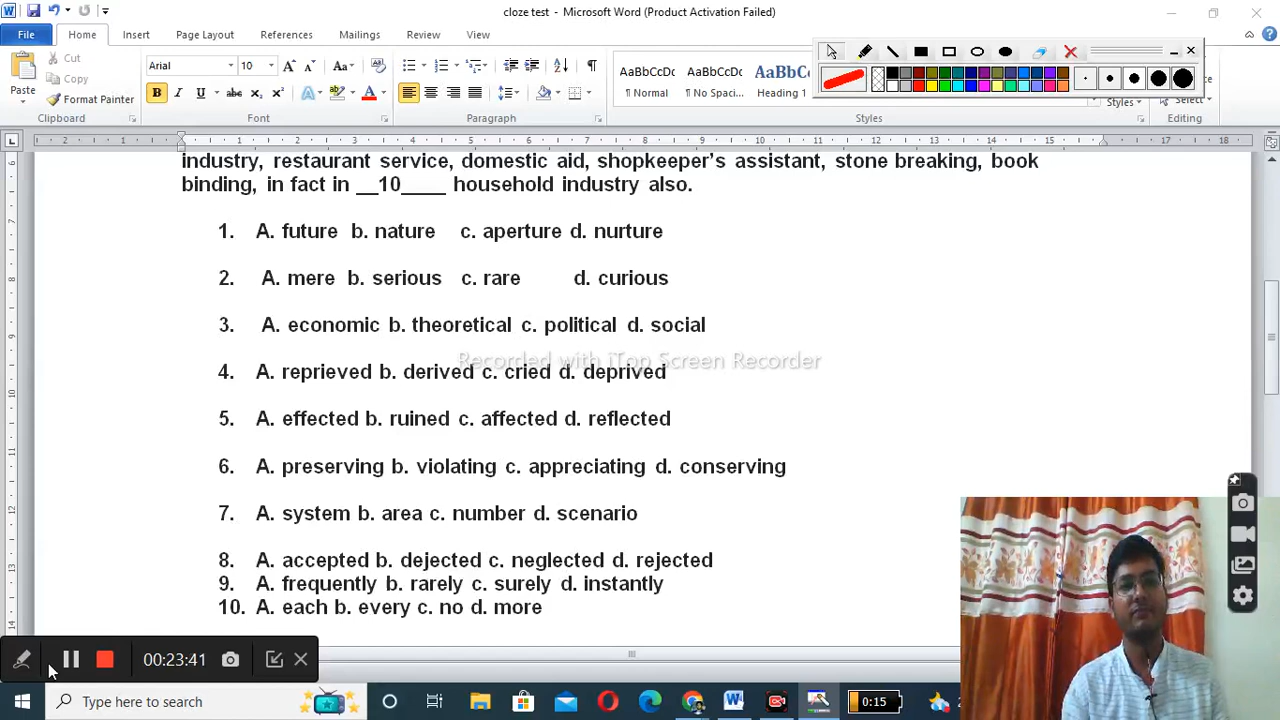 cloze test - Microsoft Word (Product Activation Failed)
File Home Insert Page Layout References Mailings Review View
Cut
Copy
Format Painter
Paste
Arial 10
AaBbCcDc AaBbCcDc AaBbCc
¶ Normal ¶ No Spaci... Heading 1
Styles
Clipboard Font Paragraph Styles Editing
industry, restaurant service, domestic aid, shopkeeper's assistant, stone breaking, book
binding, in fact in __10____ household industry also.
1. A. future b. nature c. aperture d. nurture
2. A. mere b. serious c. rare d. curious
3. A. economic b. theoretical c. political d. social
Recorded with iTop Screen Recorder
4. A. reprieved b. derived c. cried d. deprived
5. A. effected b. ruined c. affected d. reflected
6. A. preserving b. violating c. appreciating d. conserving
7. A. system b. area c. number d. scenario
8. A. accepted b. dejected c. neglected d. rejected
9. A. frequently b. rarely c. surely d. instantly
10. A. each b. every c. no d. more
00:23:41
Type here to search
0:15